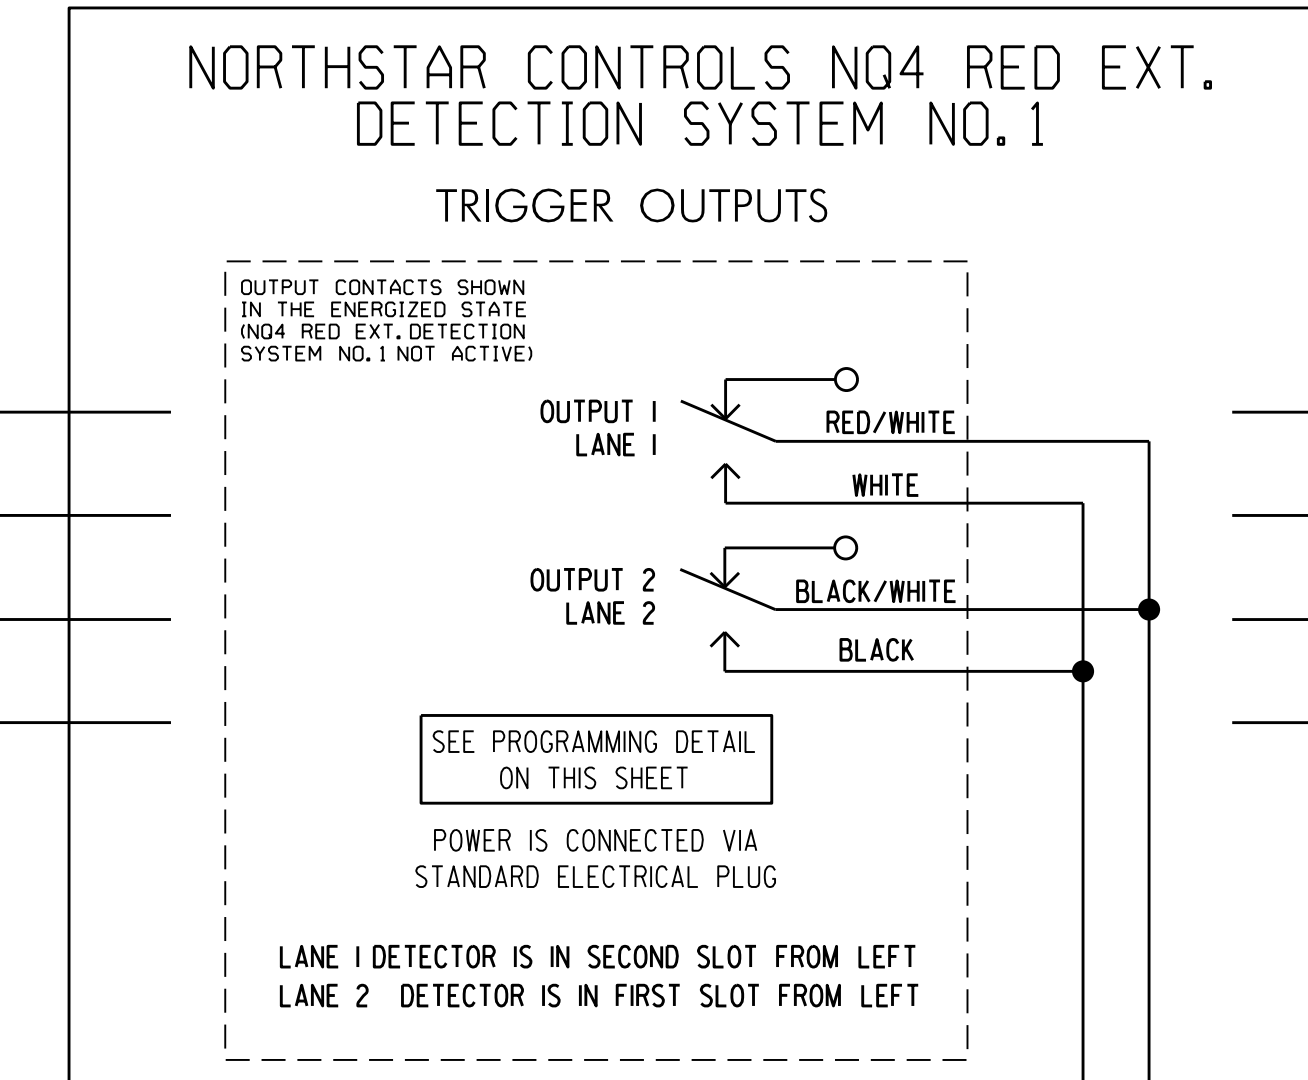 NORTHSTAR CONTROLS NQ4 RED EXT.
DETECTION SYSTEM NO. 1
TRIGGER OUTPUTS
OUTPUT CONTACTS SHOWN
IN THE ENERGIZED STATE
(NQ4 RED EXT. DETECTION
SYSTEM NO. 1 NOT ACTIVE)
OUTPUT 1
LANE 1
RED/WHITE
WHITE
OUTPUT 2
LANE 2
BLACK/WHITE
BLACK
SEE PROGRAMMING DETAIL
ON THIS SHEET
POWER IS CONNECTED VIA
STANDARD ELECTRICAL PLUG
LANE 1 DETECTOR IS IN SECOND SLOT FROM LEFT
LANE 2 DETECTOR IS IN FIRST SLOT FROM LEFT